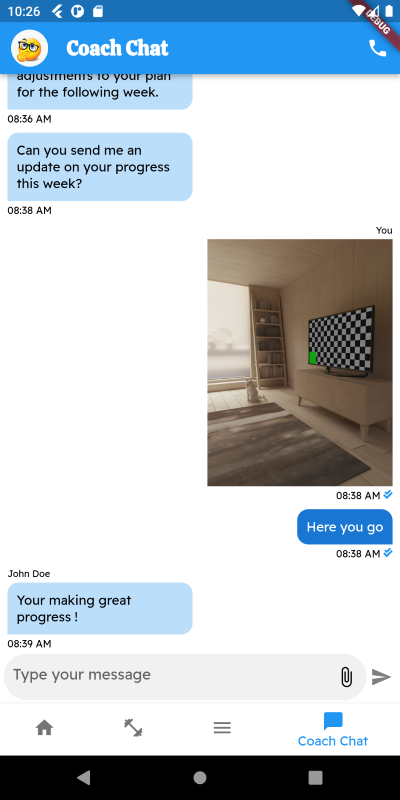 10:26
DEBUG
Coach Chat
adjustments to your plan
for the following week.
08:36 AM
Can you send me an
update on your progress
this week?
08:38 AM
You
08:38 AM
Here you go
08:38 AM
John Doe
Your making great
progress !
08:39 AM
Type your message
Coach Chat